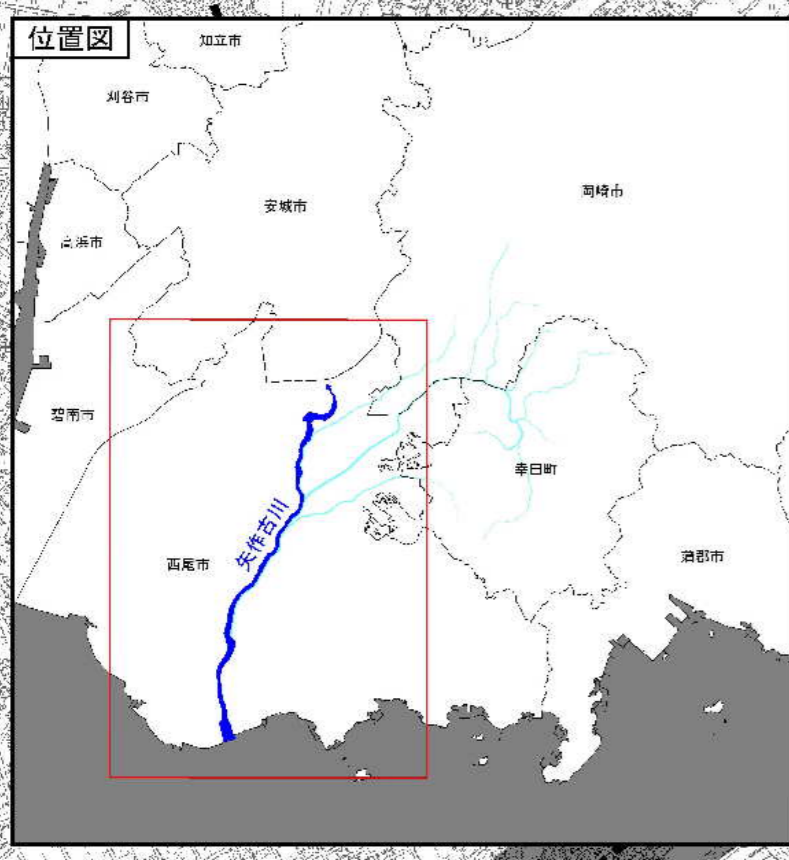 位置図
知立市
刈谷市
岡崎市
安城市
高浜市
碧南市
幸田町
矢作古川
蒲郡市
西尾市